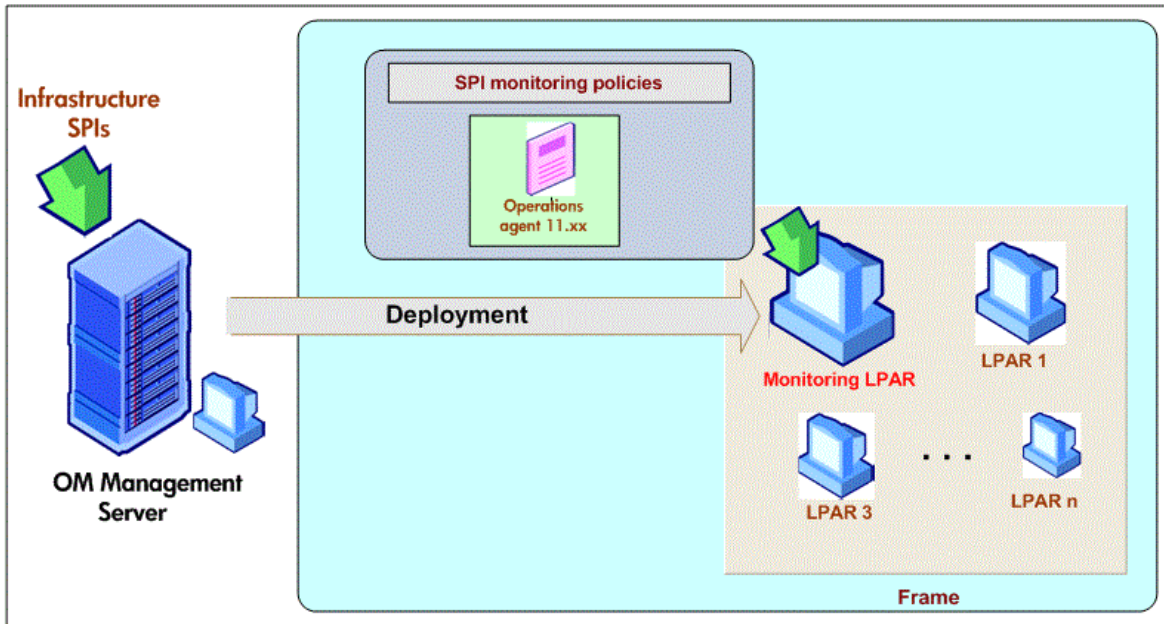 Infrastructure
SPIs
SPI monitoring policies
Operations
agent 11.xx
Deployment
Monitoring LPAR
LPAR 1
LPAR 3
. . .
LPAR n
OM Management
Server
Frame